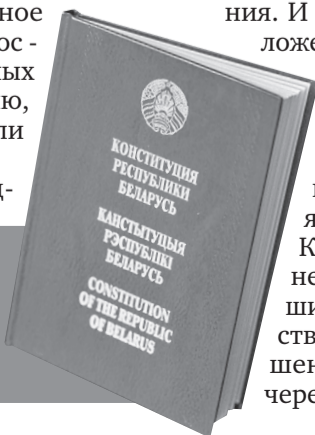 ное
ос -
ных
ю,
ли
д-
КОНСТИТУЦИЯ
РЕСПУБЛИКИ
БЕЛАРУСЬ
КАНСТЫТУЦЫЯ
РЭСПУБЛІКІ
БЕЛАРУСЬ
CONSTITUTION
OF THE REPUBLIC
OF BELARUS
ния. И
ложе
я
К
не
ши
ств
шен
чере